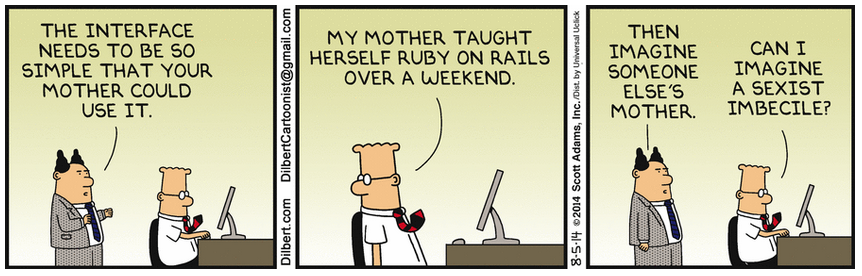 THE INTERFACE
NEEDS TO BE SO
SIMPLE THAT YOUR
MOTHER COULD
USE IT.
Dilbert.com DilbertCartoonist@gmail.com
MY MOTHER TAUGHT
HERSELF RUBY ON RAILS
OVER A WEEKEND.
8-5-14 ©2014 Scott Adams, Inc./Dist. by Universal Uclick
THEN
IMAGINE
SOMEONE
ELSE'S
MOTHER.
CAN I
IMAGINE
A SEXIST
IMBECILE?